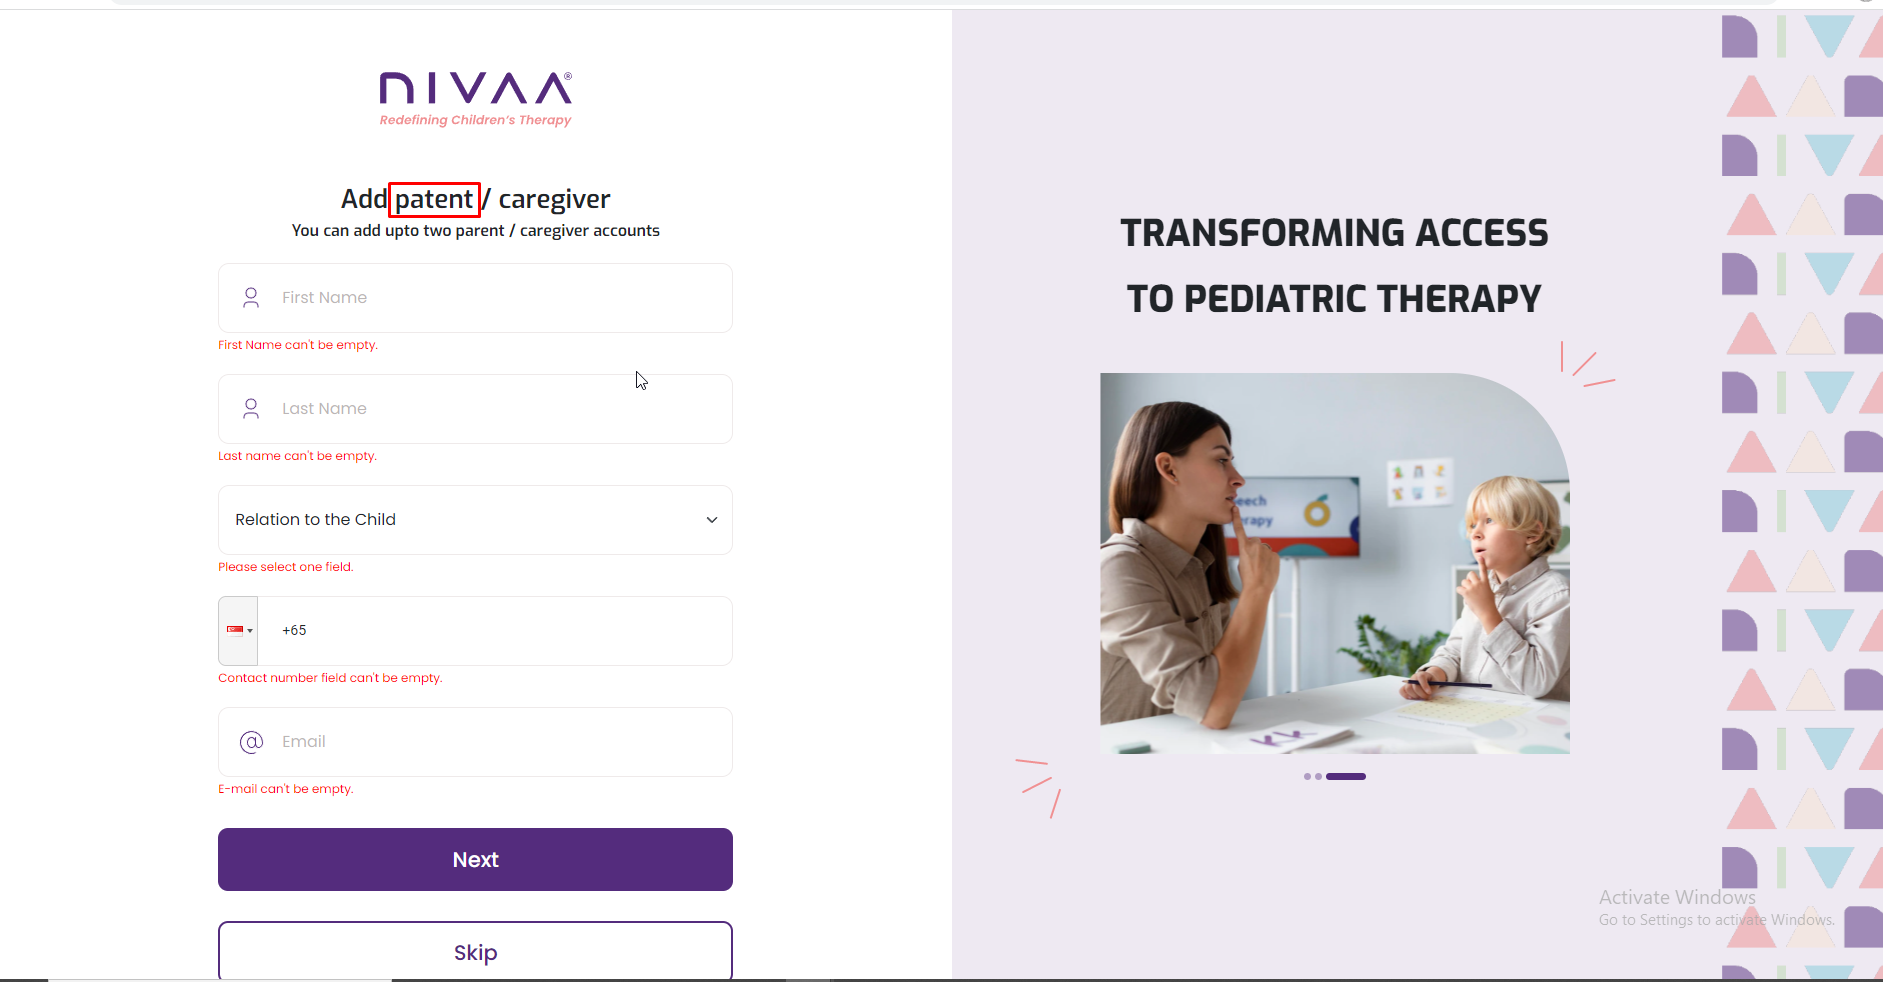 NIVAA®
Redefining Children's Therapy
Add patent / caregiver
You can add upto two parent / caregiver accounts
First Name
First Name can't be empty.
Last Name
Last name can't be empty.
Relation to the Child
Please select one field.
+65
Contact number field can't be empty.
@ Email
E-mail can't be empty.
Next
Skip
TRANSFORMING ACCESS
TO PEDIATRIC THERAPY
eech
rapy
Activate Windows
Go to Settings to activate Windows.